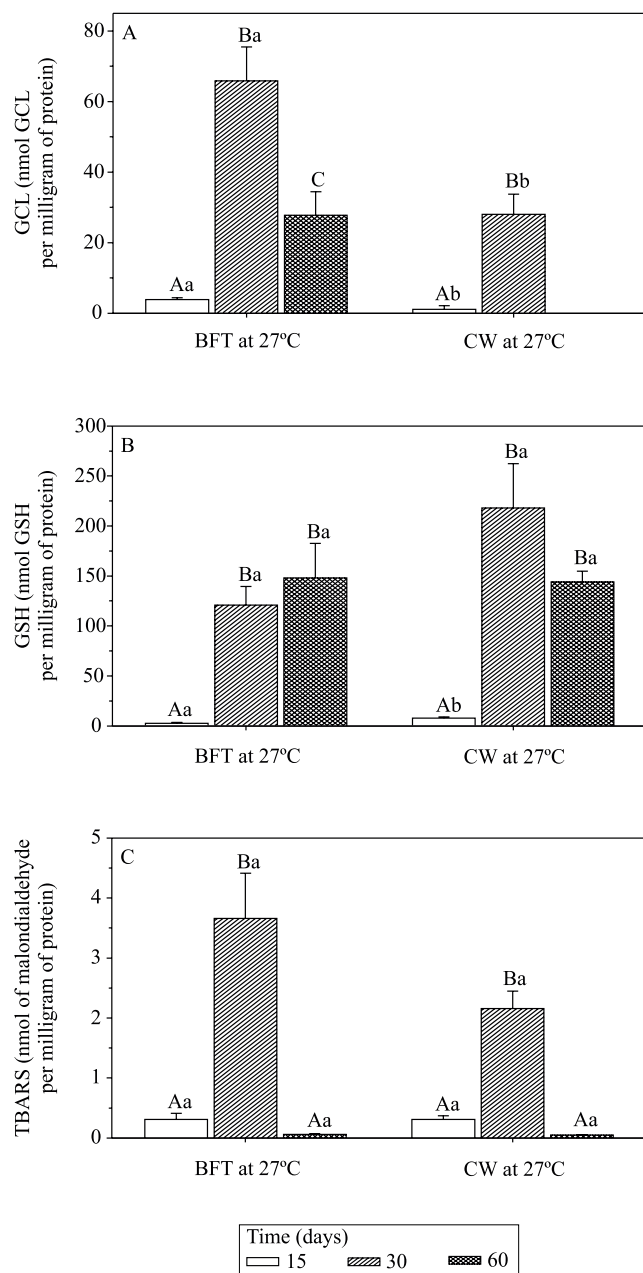 A
GCL (nmol GCL
per milligram of protein)
80
60
40
20
0
Aa
Ba
C
Ab
Bb
BFT at 27ºC
CW at 27ºC
B
GSH (nmol GSH
per milligram of protein)
300
250
200
150
100
50
0
Aa
Ba
Ba
Ab
Ba
Ba
BFT at 27ºC
CW at 27ºC
C
TBARS (nmol of malondialdehyde
per milligram of protein)
5
4
3
2
1
0
Aa
Ba
Aa
Aa
Ba
Aa
BFT at 27ºC
CW at 27ºC
Time (days)
15 30 60